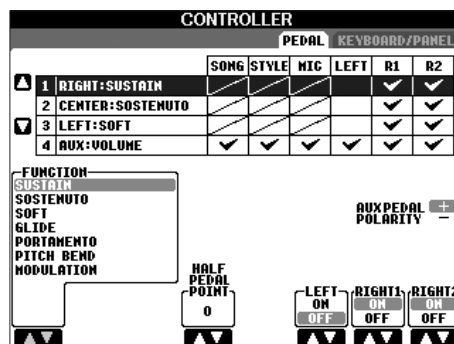 CONTROLLER
PEDAL KEYBOARD/PANEL
SONG STYLE MIC LEFT R1 R2
1 RIGHT:SUSTAIN
2 CENTER:SOSTENUTO
3 LEFT:SOFT
4 AUX:VOLUME
FUNCTION
SUSTAIN
SOSTENUTO
SOFT
GLIDE
PORTAMENTO
PITCH BEND
MODULATION
AUX PEDAL +
POLARITY −
HALF
PEDAL
POINT
0
LEFT RIGHT1 RIGHT2
ON ON ON
OFF OFF OFF